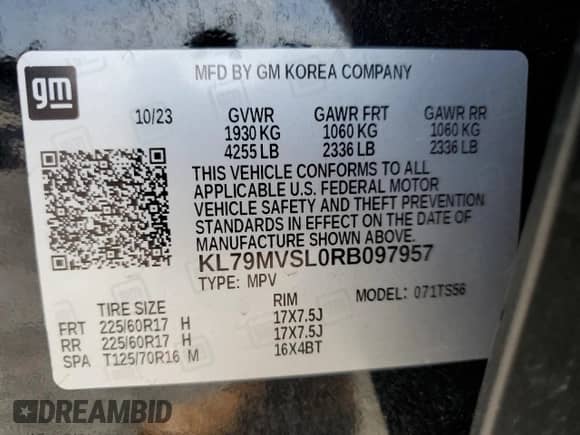 gm
MFD BY GM KOREA COMPANY
10/23 GVWR GAWR FRT GAWR RR
1930 KG 1060 KG 1060 KG
4255 LB 2336 LB 2336 LB
THIS VEHICLE CONFORMS TO ALL
APPLICABLE U.S. FEDERAL MOTOR
VEHICLE SAFETY AND THEFT PREVENTION
STANDARDS IN EFFECT ON THE DATE OF
MANUFACTURE SHOWN ABOVE.
KL79MVSL0RB097957
TYPE: MPV MODEL: 071TS56
TIRE SIZE RIM
FRT 225/60R17 H 17X7.5J
RR 225/60R17 H 17X7.5J
SPA T125/70R16 M 16X4BT
DREAMBID